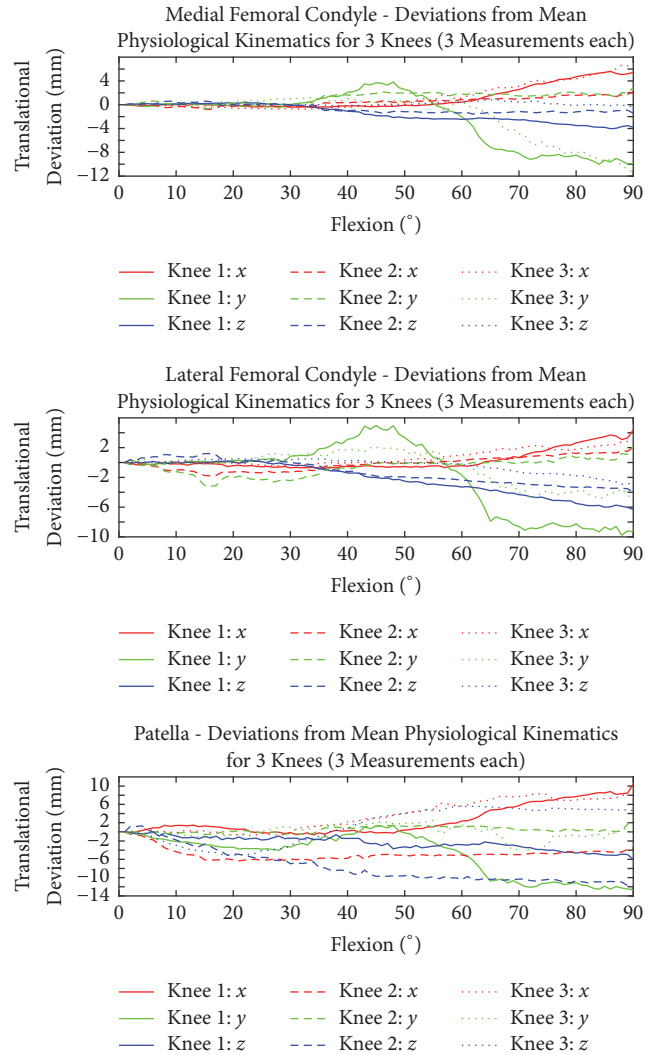 Medial Femoral Condyle - Deviations from Mean
Physiological Kinematics for 3 Knees (3 Measurements each)
Translational
Deviation (mm)
4
0
−4
−8
−12
0 10 20 30 40 50 60 70 80 90
Flexion (°)
Knee 1: x Knee 2: x Knee 3: x
Knee 1: y Knee 2: y Knee 3: y
Knee 1: z Knee 2: z Knee 3: z
Lateral Femoral Condyle - Deviations from Mean
Physiological Kinematics for 3 Knees (3 Measurements each)
Translational
Deviation (mm)
2
−2
−6
−10
0 10 20 30 40 50 60 70 80 90
Flexion (°)
Knee 1: x Knee 2: x Knee 3: x
Knee 1: y Knee 2: y Knee 3: y
Knee 1: z Knee 2: z Knee 3: z
Patella - Deviations from Mean Physiological Kinematics
for 3 Knees (3 Measurements each)
Translational
Deviation (mm)
10
6
2
−2
−6
−10
−14
0 10 20 30 40 50 60 70 80 90
Flexion (°)
Knee 1: x Knee 2: x Knee 3: x
Knee 1: y Knee 2: y Knee 3: y
Knee 1: z Knee 2: z Knee 3: z